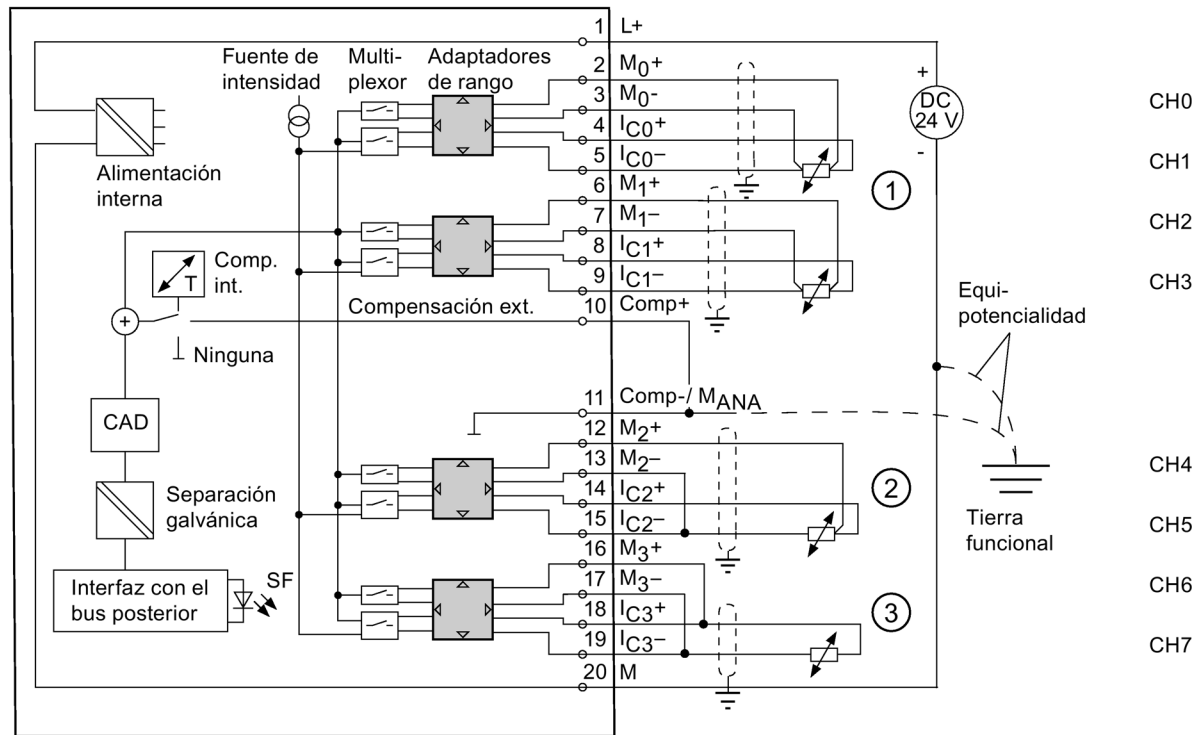 1 L+
Fuente de intensidad
Multi-plexor
Adaptadores de rango
2 M0+
3 M0-
4 IC0+
5 IC0−
6 M1+
7 M1−
8 IC1+
9 IC1−
10 Comp+
+
DC
24 V
-
CH0
CH1
CH2
CH3
1
Alimentación
interna
Comp.
int.
T
+
Compensación ext.
Ninguna
Equi-
potencialidad
11 Comp-/ MANA
12 M2+
13 M2−
14 IC2+
15 IC2−
16 M3+
17 M3−
18 IC3+
19 IC3−
20 M
CAD
Separación
galvánica
Interfaz con el
bus posterior
SF
2
3
Tierra
funcional
CH4
CH5
CH6
CH7